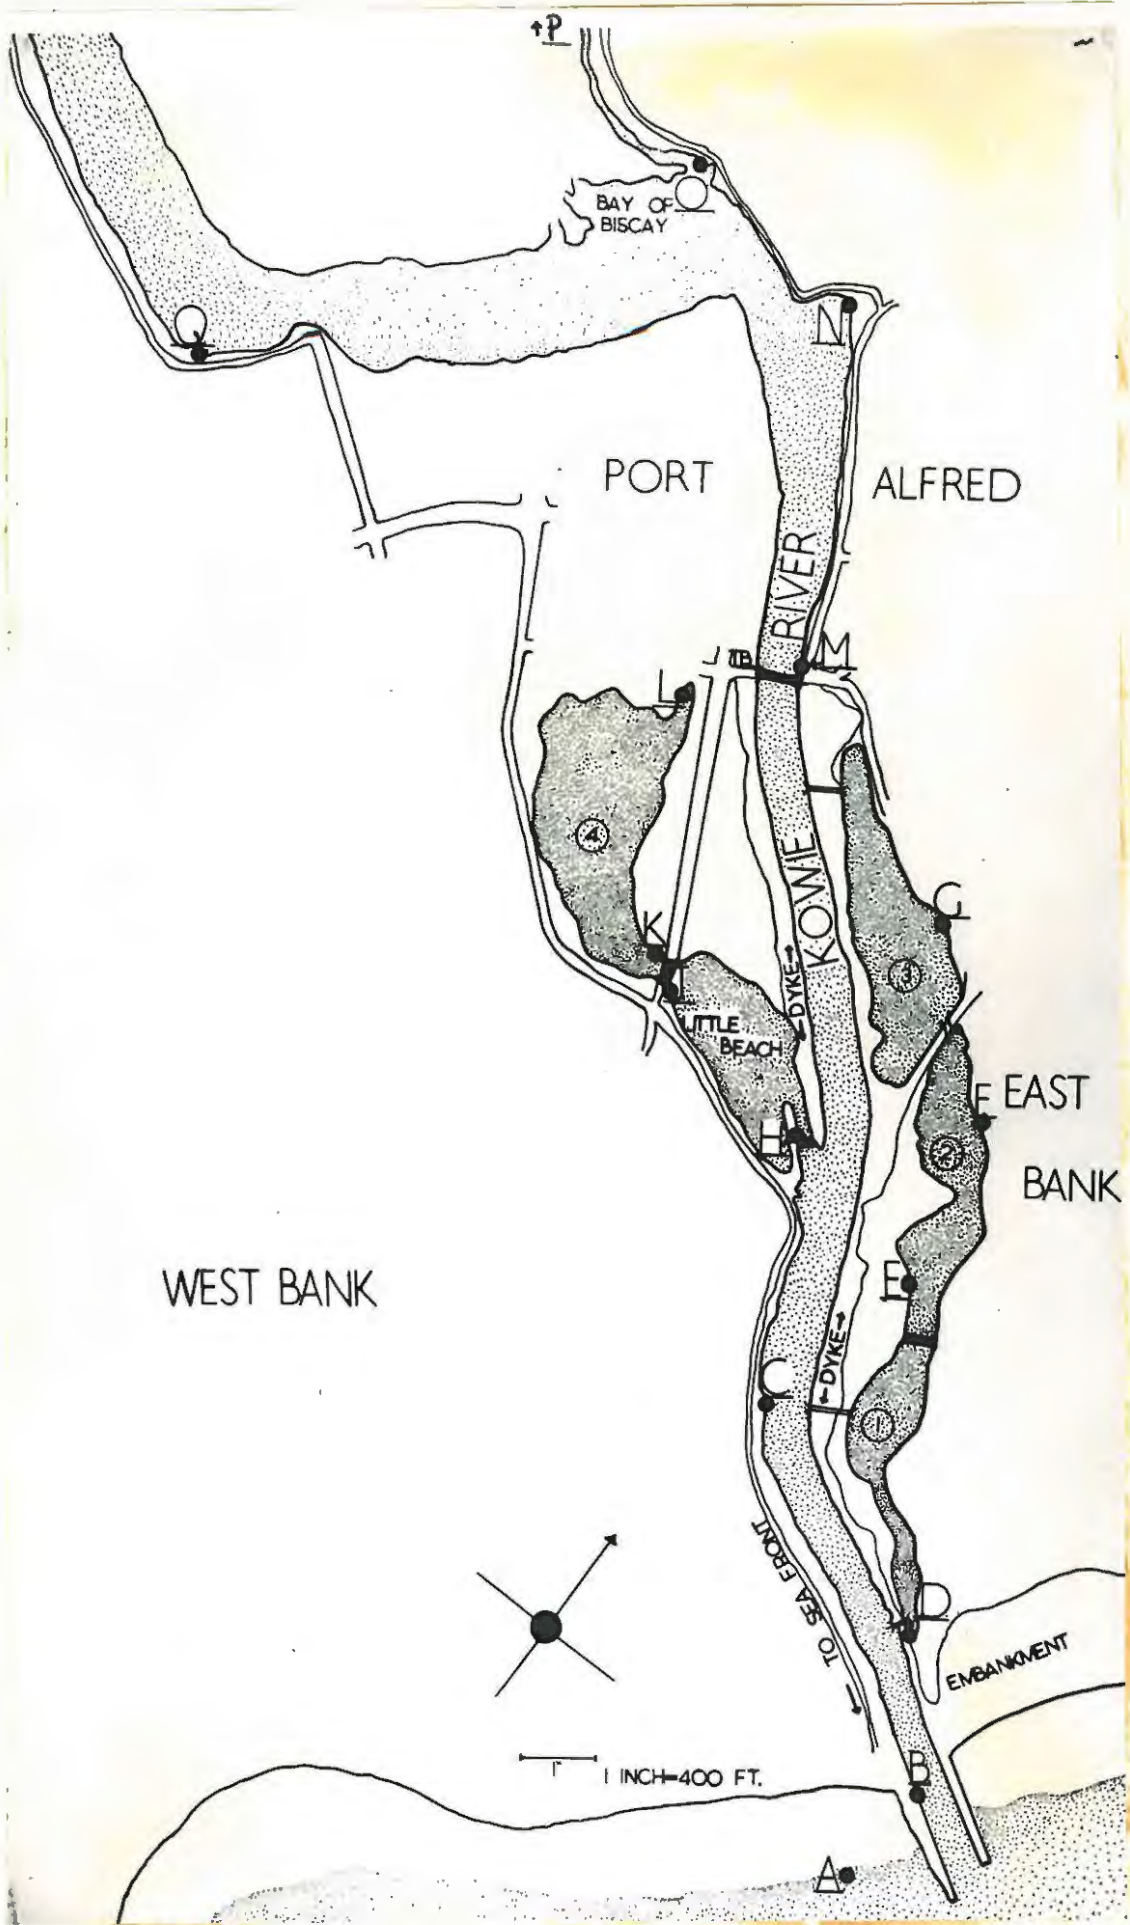 ↑P
BAY OF
BISCAY
O
Q
N
PORT ALFRED
RIVER
M
L
4
KOWIE
G
K
←DYKE→
3
LITTLE
BEACH
F
EAST
BANK
H
2
E
WEST BANK
←DYKE→
C
1
TO SEA FRONT →
D
EMBANKMENT
1"
1 INCH=400 FT.
B
A